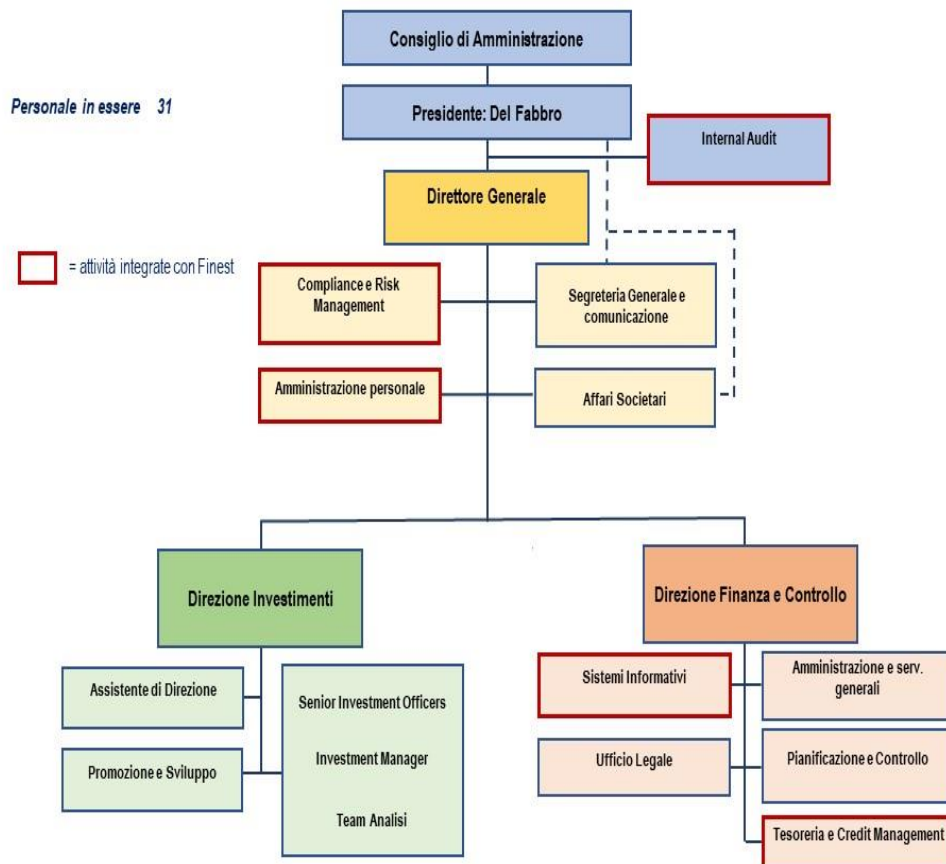 Consiglio di Amministrazione
Personale in essere 31
Presidente: Del Fabbro
Internal Audit
Direttore Generale
= attività integrate con Finest
Compliance e Risk
Management
Segreteria Generale e
comunicazione
Amministrazione personale
Affari Societari
Direzione Investimenti
Direzione Finanza e Controllo
Assistente di Direzione
Senior Investment Officers
Investment Manager
Team Analisi
Promozione e Sviluppo
Sistemi Informativi
Amministrazione e serv.
generali
Ufficio Legale
Pianificazione e Controllo
Tesoreria e Credit Management